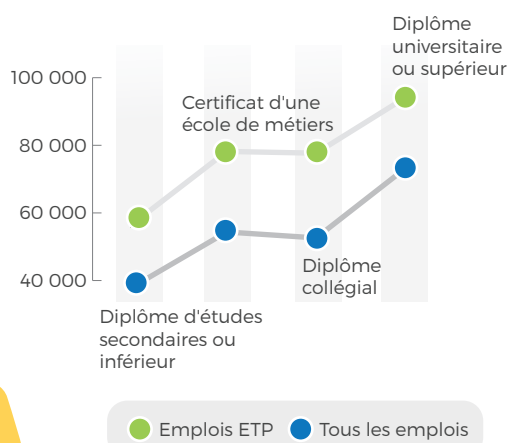 Diplôme
universitaire
ou supérieur
100 000
Certificat d'une
école de métiers
80 000
60 000
40 000
Diplôme
collégial
Diplôme d'études
secondaires ou
inférieur
Emplois ETP
Tous les emplois